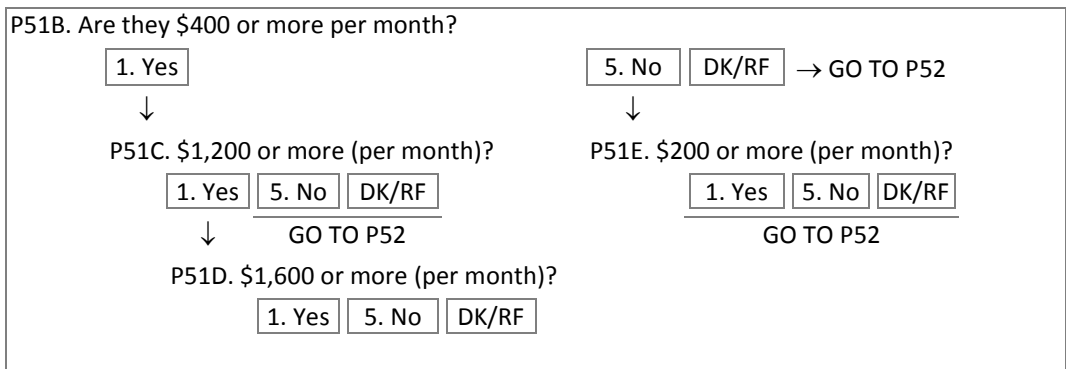 P51B. Are they $400 or more per month?
1. Yes 5. No DK/RF → GO TO P52
↓ ↓
P51C. $1,200 or more (per month)? P51E. $200 or more (per month)?
1. Yes 5. No DK/RF 1. Yes 5. No DK/RF
↓ GO TO P52 GO TO P52
P51D. $1,600 or more (per month)?
1. Yes 5. No DK/RF